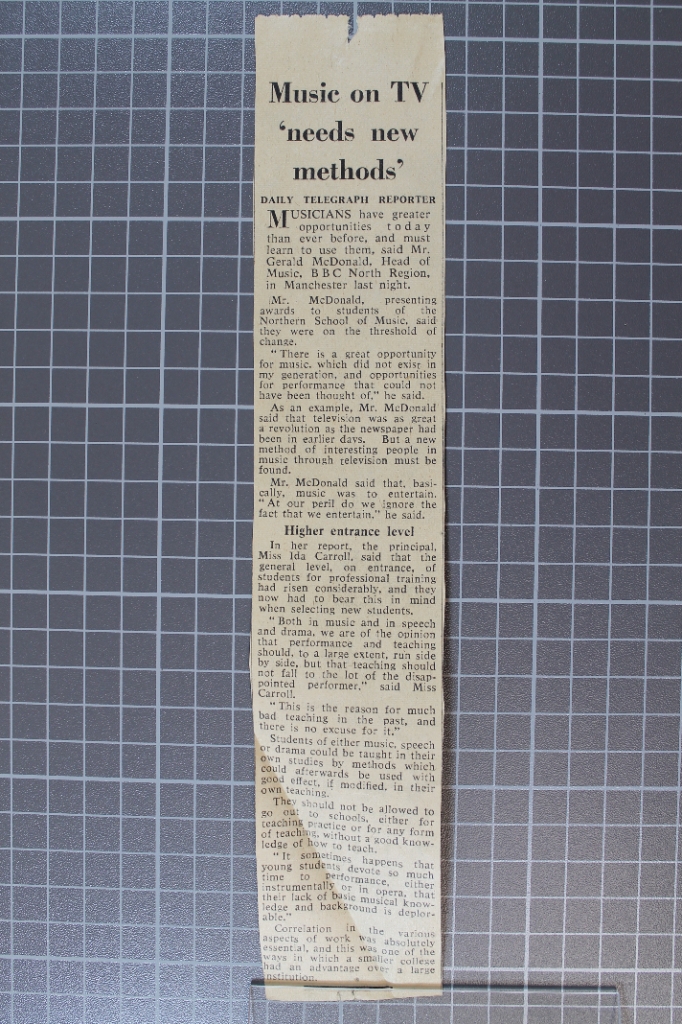 Music on TV
‘needs new
methods’
DAILY TELEGRAPH REPORTER
MUSICIANS have greater
opportunities today
than ever before, and must
learn to use them, said Mr.
Gerald McDonald, Head of
Music, BBC North Region,
in Manchester last night.
Mr. McDonald, presenting
awards to students of the
Northern School of Music, said
they were on the threshold of
change.
“There is a great opportunity
for music, which did not exist in
my generation, and opportunities
for performance that could not
have been thought of,” he said.
As an example, Mr. McDonald
said that television was as great
a revolution as the newspaper had
been in earlier days. But a new
method of interesting people in
music through television must be
found.
Mr. McDonald said that, basi-
cally, music was to entertain.
“At our peril do we ignore the
fact that we entertain.” he said.
Higher entrance level
In her report, the principal,
Miss Ida Carroll, said that the
general level, on entrance, of
students for professional training
had risen considerably, and they
now had to bear this in mind
when selecting new students.
“Both in music and in speech
and drama, we are of the opinion
that performance and teaching
should, to a large extent, run side
by side, but that teaching should
not fall to the lot of the disap-
pointed performer,” said Miss
Carroll.
“This is the reason for much
bad teaching in the past, and
there is no excuse for it.”
Students of either music, speech
or drama could be taught in their
own studies by methods which
could afterwards be used with
good effect, if modified, in their
own teaching.
They should not be allowed to
go out to schools, either for
teaching practice or for any form
of teaching, without a good know-
ledge of how to teach.
“It sometimes happens that
young students devote so much
time to performance, either
instrumentally or in opera, that
their lack of basic musical know-
ledge and background is deplor-
able.”
Correlation in the various
aspects of work was absolutely
essential, and this was one of the
ways in which a smaller college
had an advantage over a large
institution.